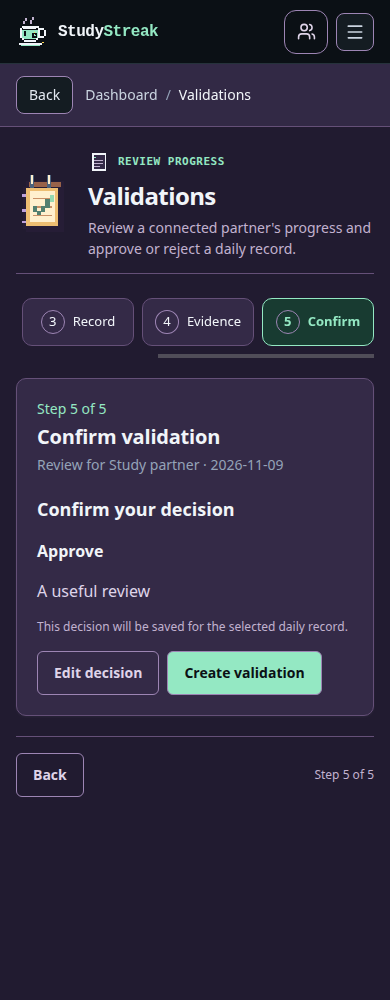 StudyStreak
Back Dashboard / Validations
REVIEW PROGRESS
Validations
Review a connected partner's progress and
approve or reject a daily record.
3 Record 4 Evidence 5 Confirm
Step 5 of 5
Confirm validation
Review for Study partner · 2026-11-09
Confirm your decision
Approve
A useful review
This decision will be saved for the selected daily record.
Edit decision Create validation
Back Step 5 of 5